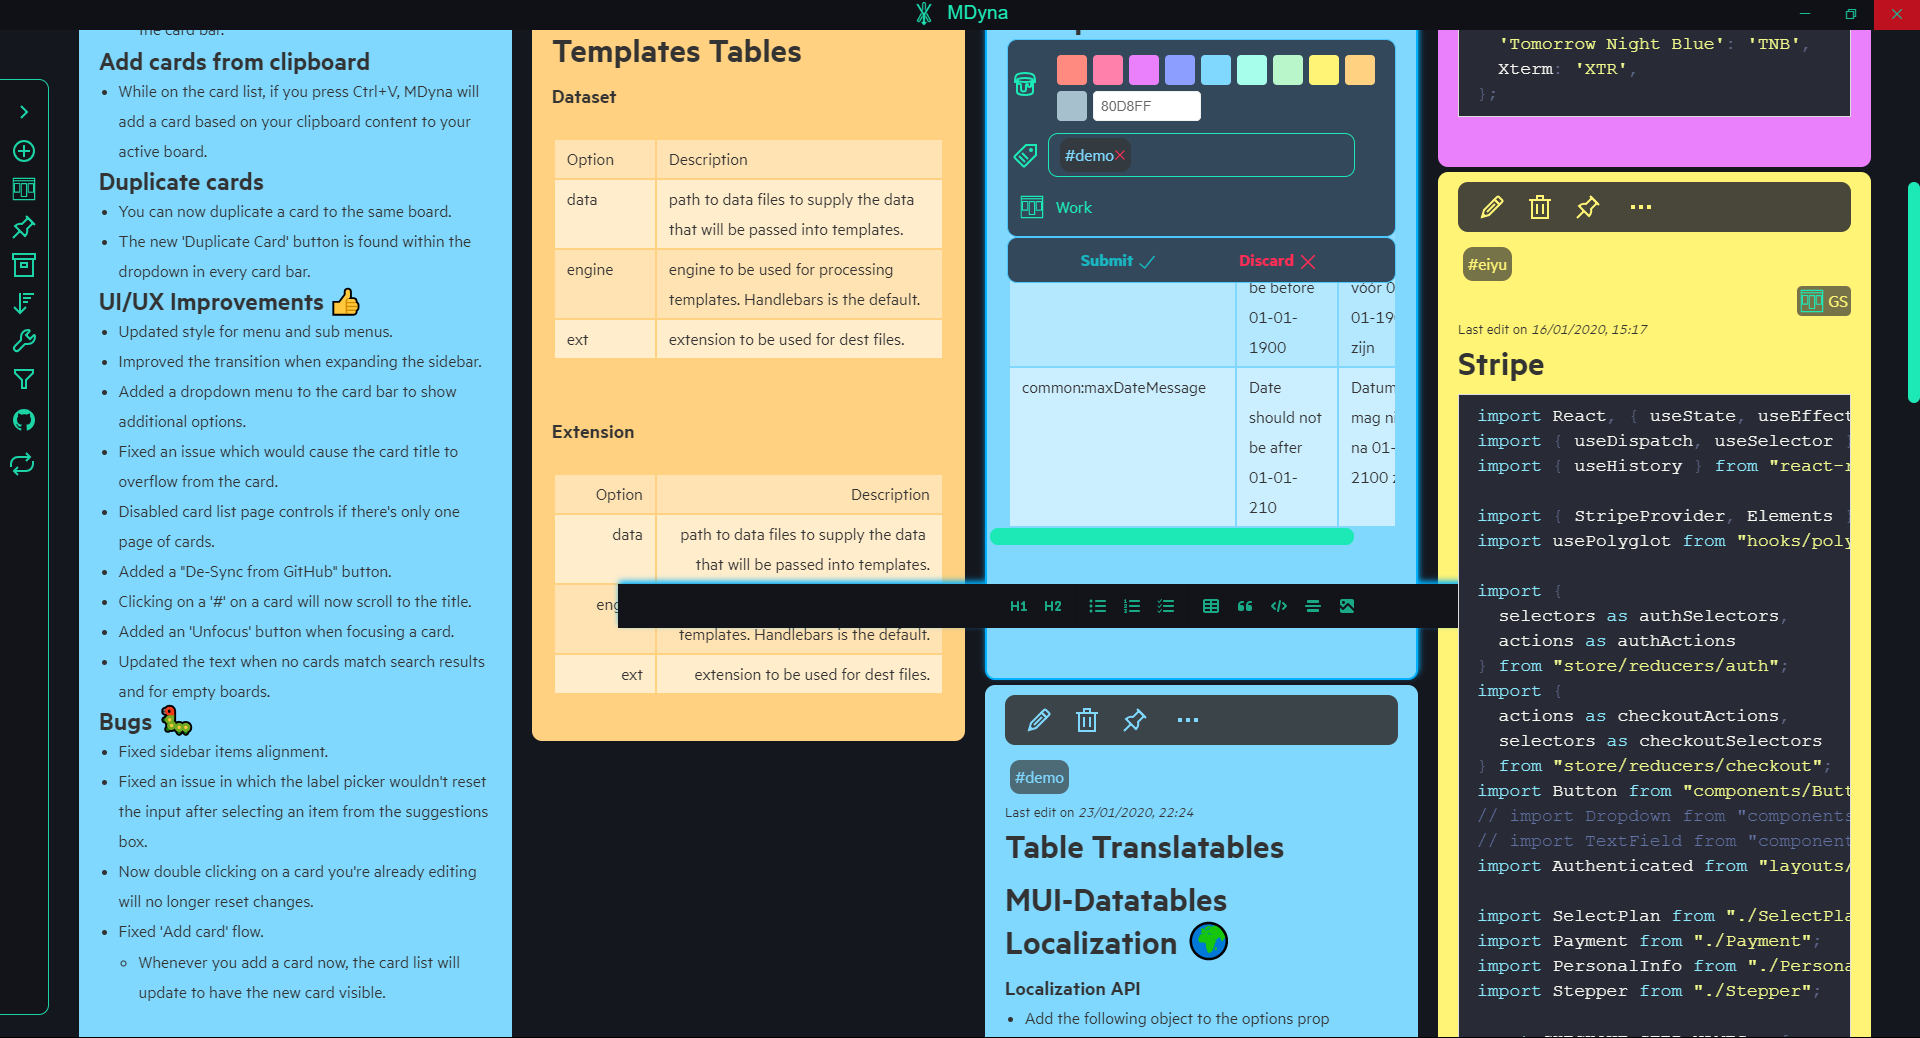 MDyna
the card bar.
Add cards from clipboard
While on the card list, if you press Ctrl+V, MDyna will
add a card based on your clipboard content to your
active board.
Duplicate cards
You can now duplicate a card to the same board.
The new 'Duplicate Card' button is found within the
dropdown in every card bar.
UI/UX Improvements 👍
Updated style for menu and sub menus.
Improved the transition when expanding the sidebar.
Added a dropdown menu to the card bar to show
additional options.
Fixed an issue which would cause the card title to
overflow from the card.
Disabled card list page controls if there's only one
page of cards.
Added a "De-Sync from GitHub" button.
Clicking on a '#' on a card will now scroll to the title.
Added an 'Unfocus' button when focusing a card.
Updated the text when no cards match search results
and for empty boards.
Bugs 🐛
Fixed sidebar items alignment.
Fixed an issue in which the label picker wouldn't reset
the input after selecting an item from the suggestions
box.
Now double clicking on a card you're already editing
will no longer reset changes.
Fixed 'Add card' flow.
Whenever you add a card now, the card list will
update to have the new card visible.
Templates Tables
Dataset
Option Description
data path to data files to supply the data
that will be passed into templates.
engine engine to be used for processing
templates. Handlebars is the default.
ext extension to be used for dest files.
Extension
Option Description
data path to data files to supply the data
that will be passed into templates.
eng
templates. Handlebars is the default.
ext extension to be used for dest files.
80D8FF
#demo
Work
Submit Discard
be before vóór 0
01-01- 01-19
1900 zijn
common:maxDateMessage Date Datum
should not mag ni
be after na 01-
01-01- 2100 z
210
H1 H2
#demo
Last edit on 23/01/2020, 22:24
Table Translatables
MUI-Datatables
Localization 🌍
Localization API
Add the following object to the options prop
'Tomorrow Night Blue': 'TNB',
Xterm: 'XTR',
};
#eiyu
GS
Last edit on 16/01/2020, 15:17
Stripe
import React, { useState, useEffect
import { useDispatch, useSelector }
import { useHistory } from "react-r
import { StripeProvider, Elements }
import usePolyglot from "hooks/poly
import {
selectors as authSelectors,
actions as authActions
} from "store/reducers/auth";
import {
actions as checkoutActions,
selectors as checkoutSelectors
} from "store/reducers/checkout";
import Button from "components/Butt
// import Dropdown from "components
// import TextField from "component
import Authenticated from "layouts/
import SelectPlan from "./SelectPla
import Payment from "./Payment";
import PersonalInfo from "./Persona
import Stepper from "./Stepper";